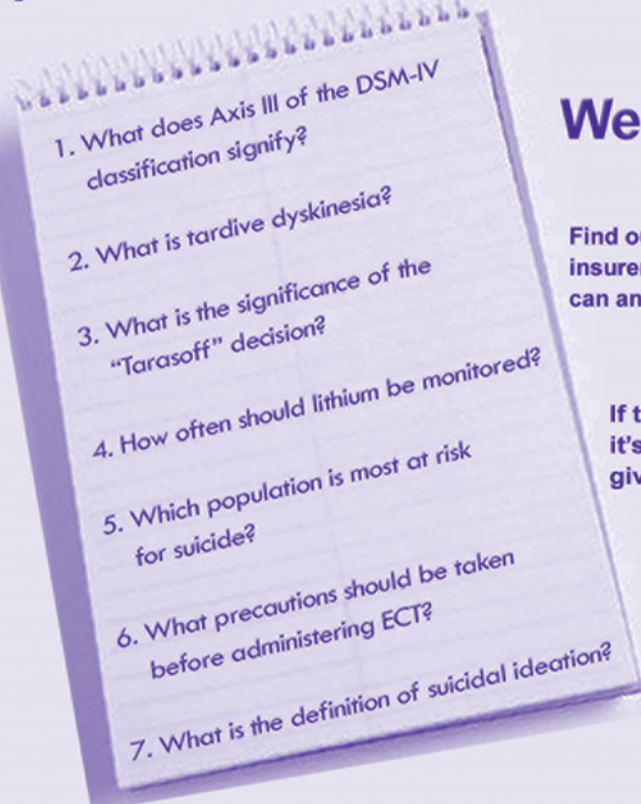 1. What does Axis III of the DSM-IV
classification signify?
2. What is tardive dyskinesia?
3. What is the significance of the
“Tarasoff” decision?
4. How often should lithium be monitored?
5. Which population is most at risk
for suicide?
6. What precautions should be taken
before administering ECT?
7. What is the definition of suicidal ideation?
We
Find
can
If
it's